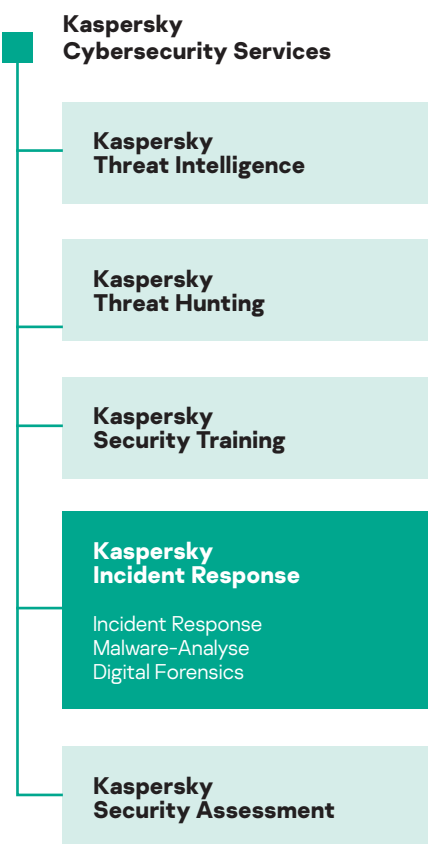 Kaspersky
Cybersecurity Services
Kaspersky
Threat Intelligence
Kaspersky
Threat Hunting
Kaspersky
Security Training
Kaspersky
Incident Response
Incident Response
Malware-Analyse
Digital Forensics
Kaspersky
Security Assessment